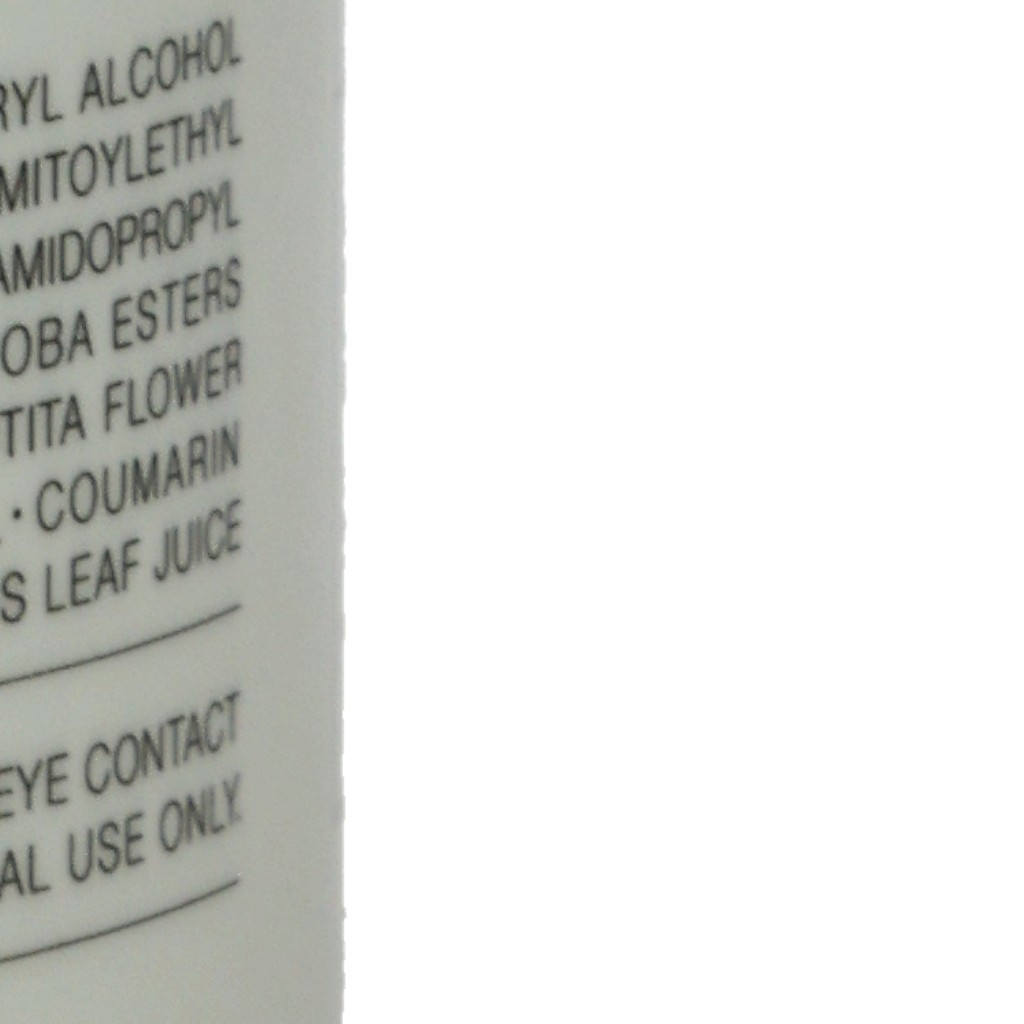 RYL ALCOHOL
MITOYLETHYL
AMIDOPROPYL
OBA ESTERS
TITA FLOWER
· COUMARIN
S LEAF JUICE
EYE CONTACT
AL USE ONLY.